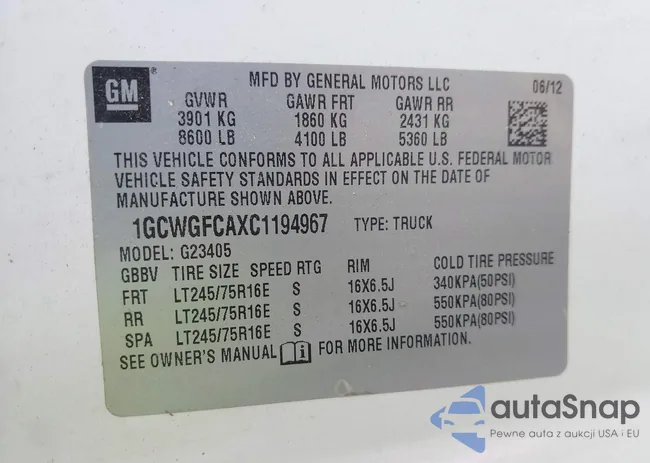 GM
®
MFD BY GENERAL MOTORS LLC 06/12
GVWR GAWR FRT GAWR RR
3901 KG 1860 KG 2431 KG
8600 LB 4100 LB 5360 LB
THIS VEHICLE CONFORMS TO ALL APPLICABLE U.S. FEDERAL MOTOR
VEHICLE SAFETY STANDARDS IN EFFECT ON THE DATE OF
MANUFACTURE SHOWN ABOVE.
1GCWGFCAXC1194967 TYPE: TRUCK
MODEL: G23405
GBBV TIRE SIZE SPEED RTG RIM COLD TIRE PRESSURE
FRT LT245/75R16E S 16X6.5J 340KPA(50PSI)
RR LT245/75R16E S 16X6.5J 550KPA(80PSI)
SPA LT245/75R16E S 16X6.5J 550KPA(80PSI)
SEE OWNER'S MANUAL i FOR MORE INFORMATION.
autaSnap
Pewne auta z aukcji USA i EU